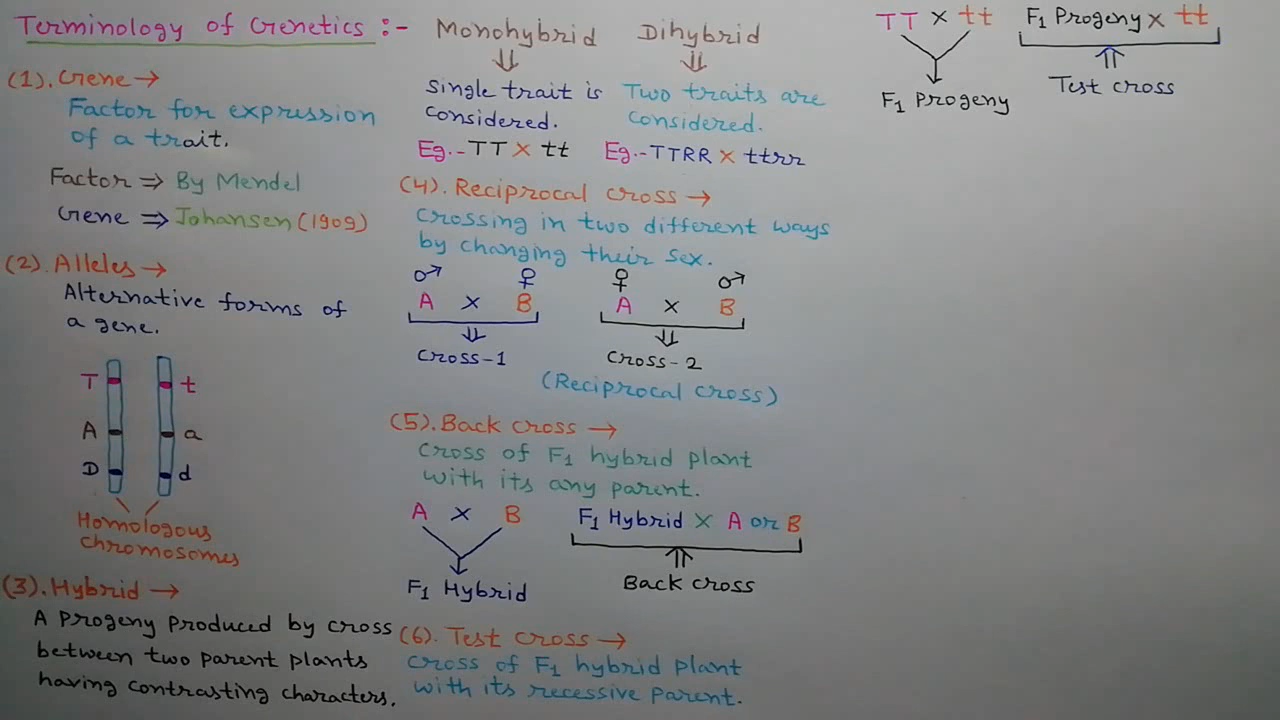 Terminology of Genetics :-
(1). Gene →
Factor for expression
of a trait.
Factor ⇒ By Mendel
Gene ⇒ Johansen (1909)
(2). Alleles →
Alternative forms of
a gene.
T t
A a
D d
Homologous
chromosomes
(3). Hybrid →
A Progeny produced by cross
between two parent plants
having contrasting characters.
Monohybrid
⇓
Single trait is
considered.
Eg.- TT × tt
Dihybrid
⇓
Two traits are
considered.
Eg.- TTRR × ttrr
(4). Reciprocal cross →
Crossing in two different ways
by changing their sex.
♂ ♀
A × B
⇓
Cross-1
♀ ♂
A × B
⇓
Cross-2
(Reciprocal cross)
(5). Back cross →
Cross of F1 hybrid plant
with its any parent.
A × B
F1 Hybrid
F1 Hybrid × A or B
⇑
Back cross
(6). Test cross →
Cross of F1 hybrid plant
with its recessive parent.
TT × tt
F1 Progeny
F1 Progeny × tt
⇑
Test cross